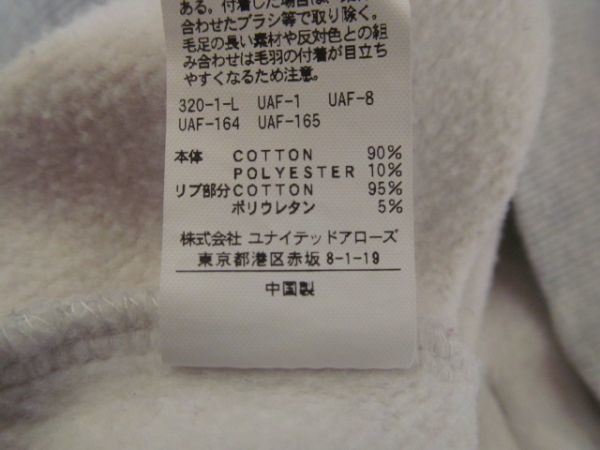 ある。付着した場合は、
合わせたブラシ等で取り除く。
毛足の長い素材や反対色との組
み合わせは毛羽の付着が目立ち
やすくなるため注意。
320-1-L UAF-1 UAF-8
UAF-164 UAF-165
本体 COTTON 90%
POLYESTER 10%
リブ部分 COTTON 95%
ポリウレタン 5%
株式会社 ユナイテッドアローズ
東京都港区赤坂 8-1-19
中国製